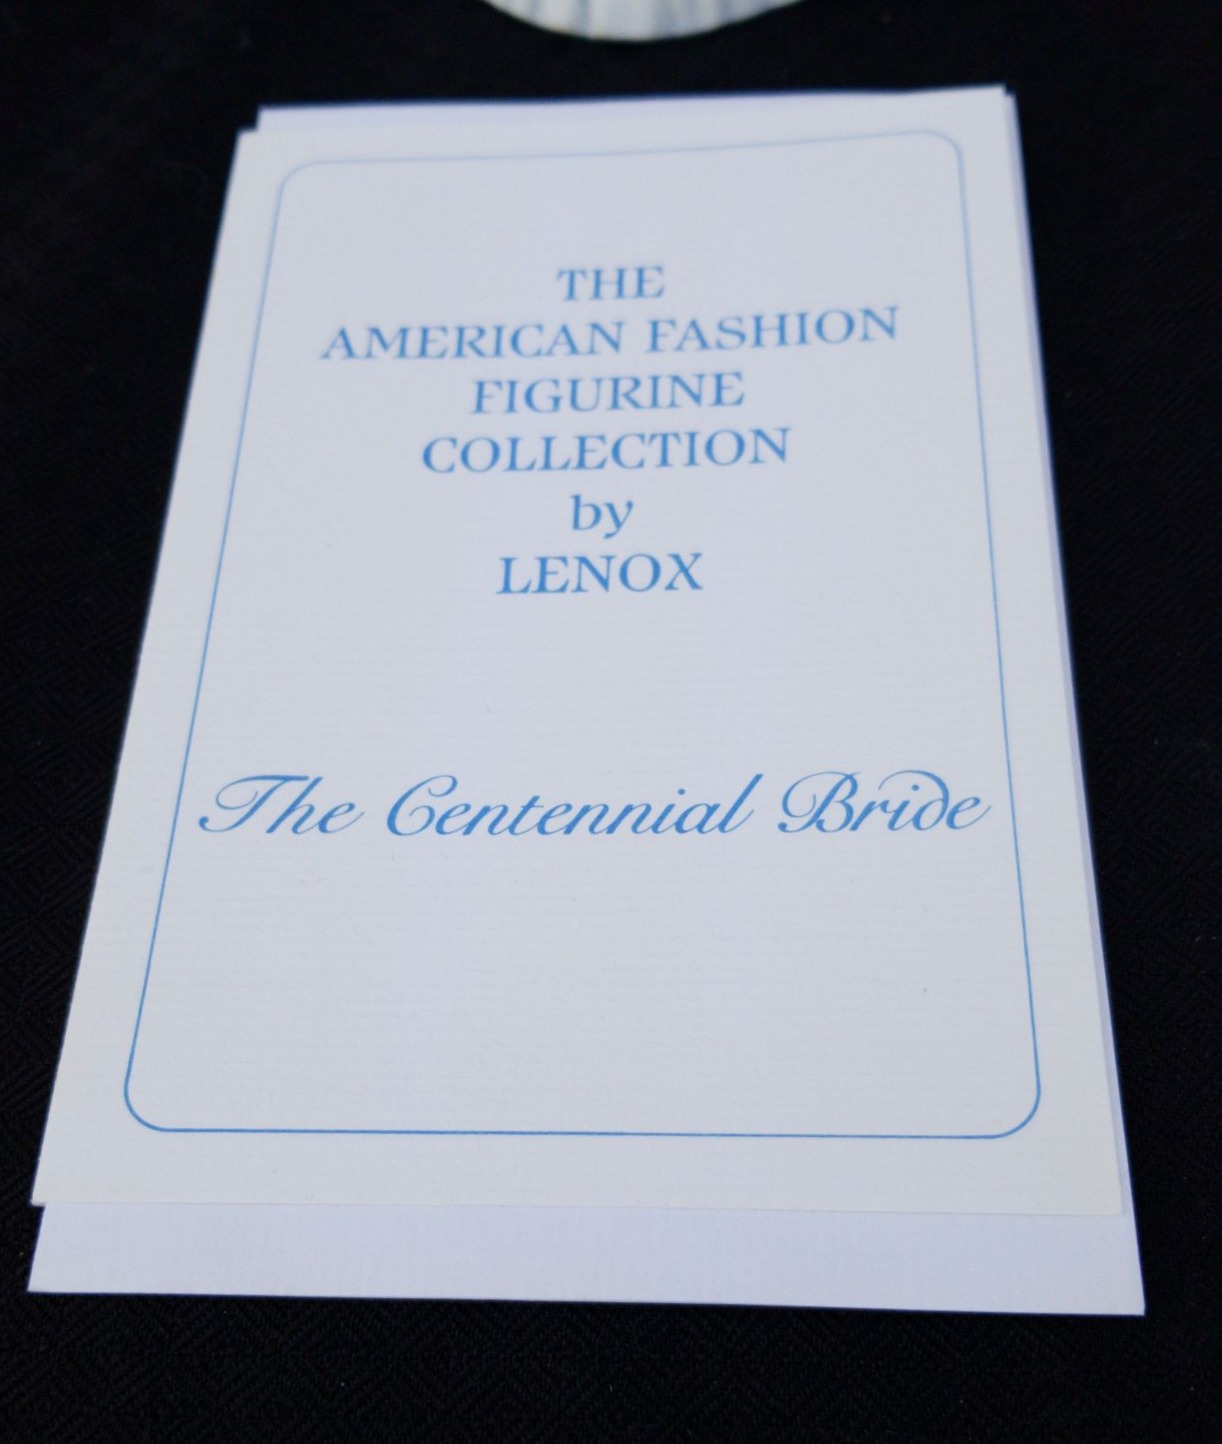 THE
AMERICAN FASHION
FIGURINE
COLLECTION
by
LENOX
The Centennial Bride